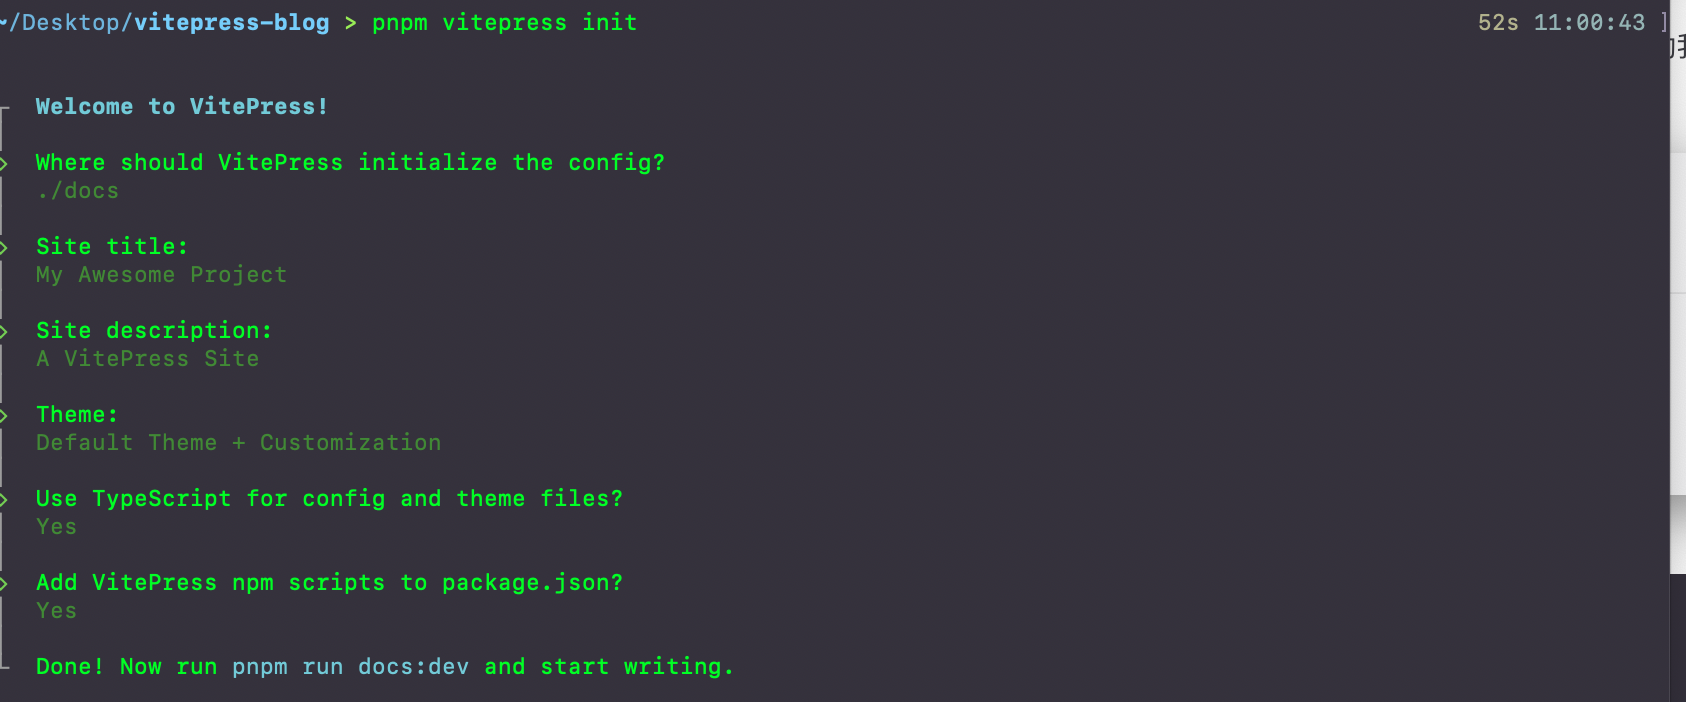 ~/Desktop/vitepress-blog > pnpm vitepress init 52s 11:00:43
Welcome to VitePress!
Where should VitePress initialize the config?
./docs
Site title:
My Awesome Project
Site description:
A VitePress Site
Theme:
Default Theme + Customization
Use TypeScript for config and theme files?
Yes
Add VitePress npm scripts to package.json?
Yes
Done! Now run pnpm run docs:dev and start writing.